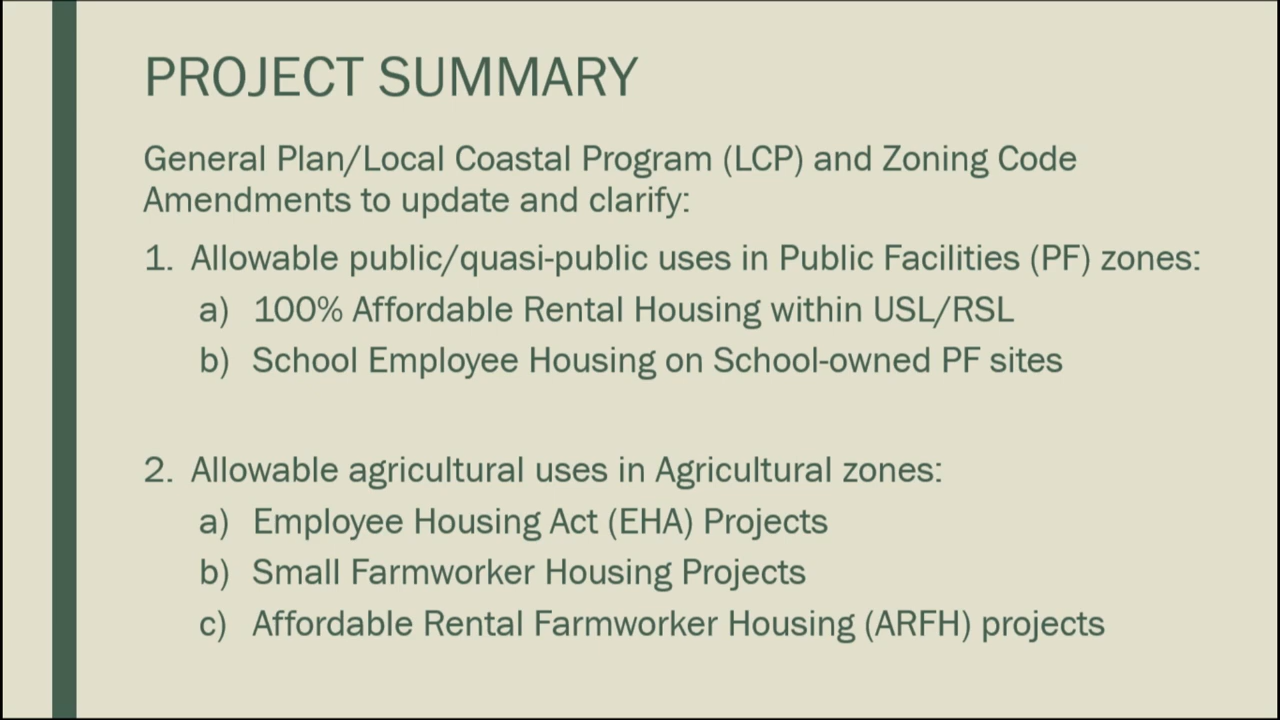 PROJECT SUMMARY
General Plan/Local Coastal Program (LCP) and Zoning Code
Amendments to update and clarify:
1. Allowable public/quasi-public uses in Public Facilities (PF) zones:
a) 100% Affordable Rental Housing within USL/RSL
b) School Employee Housing on School-owned PF sites
2. Allowable agricultural uses in Agricultural zones:
a) Employee Housing Act (EHA) Projects
b) Small Farmworker Housing Projects
c) Affordable Rental Farmworker Housing (ARFH) projects